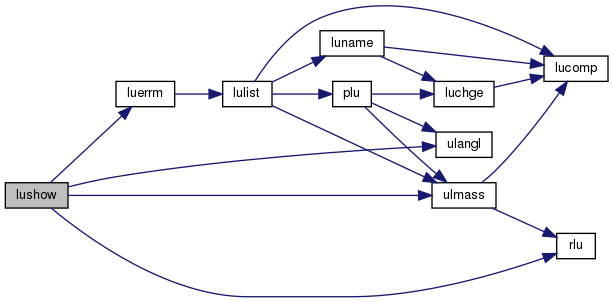 luname
lucomp
luerrm
lulist
plu
luchge
ulangl
lushow
ulmass
rlu